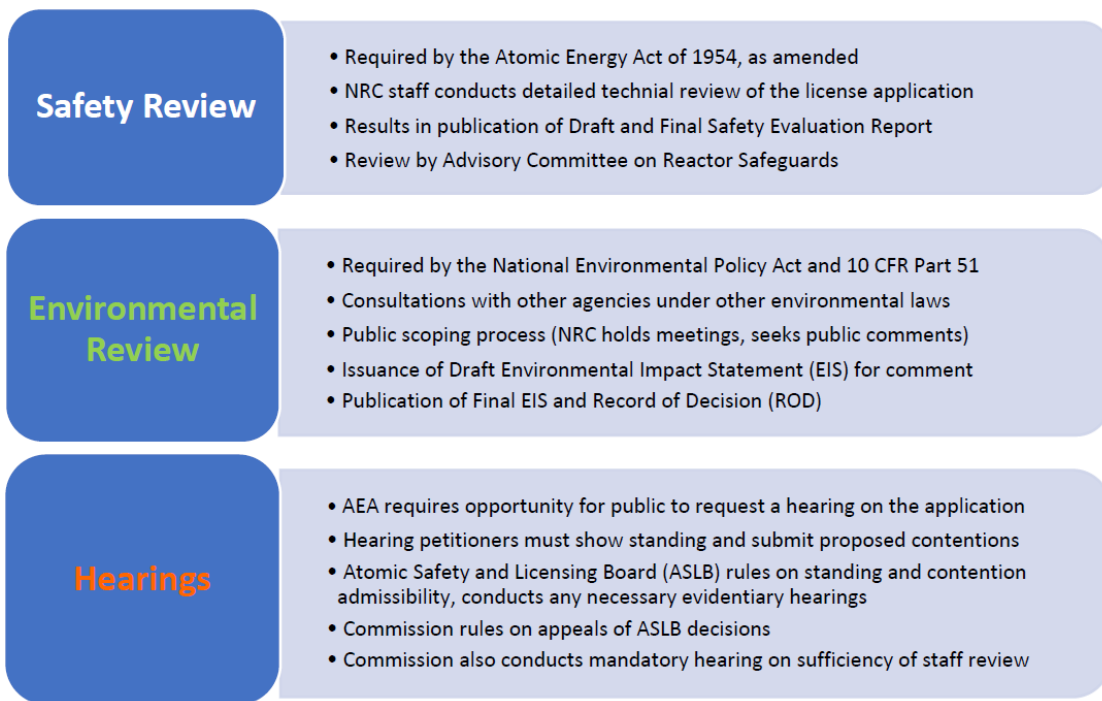 Safety Review
• Required by the Atomic Energy Act of 1954, as amended
• NRC staff conducts detailed technial review of the license application
• Results in publication of Draft and Final Safety Evaluation Report
• Review by Advisory Committee on Reactor Safeguards
Environmental
Review
• Required by the National Environmental Policy Act and 10 CFR Part 51
• Consultations with other agencies under other environmental laws
• Public scoping process (NRC holds meetings, seeks public comments)
• Issuance of Draft Environmental Impact Statement (EIS) for comment
• Publication of Final EIS and Record of Decision (ROD)
Hearings
• AEA requires opportunity for public to request a hearing on the application
• Hearing petitioners must show standing and submit proposed contentions
• Atomic Safety and Licensing Board (ASLB) rules on standing and contention
admissibility, conducts any necessary evidentiary hearings
• Commission rules on appeals of ASLB decisions
• Commission also conducts mandatory hearing on sufficiency of staff review